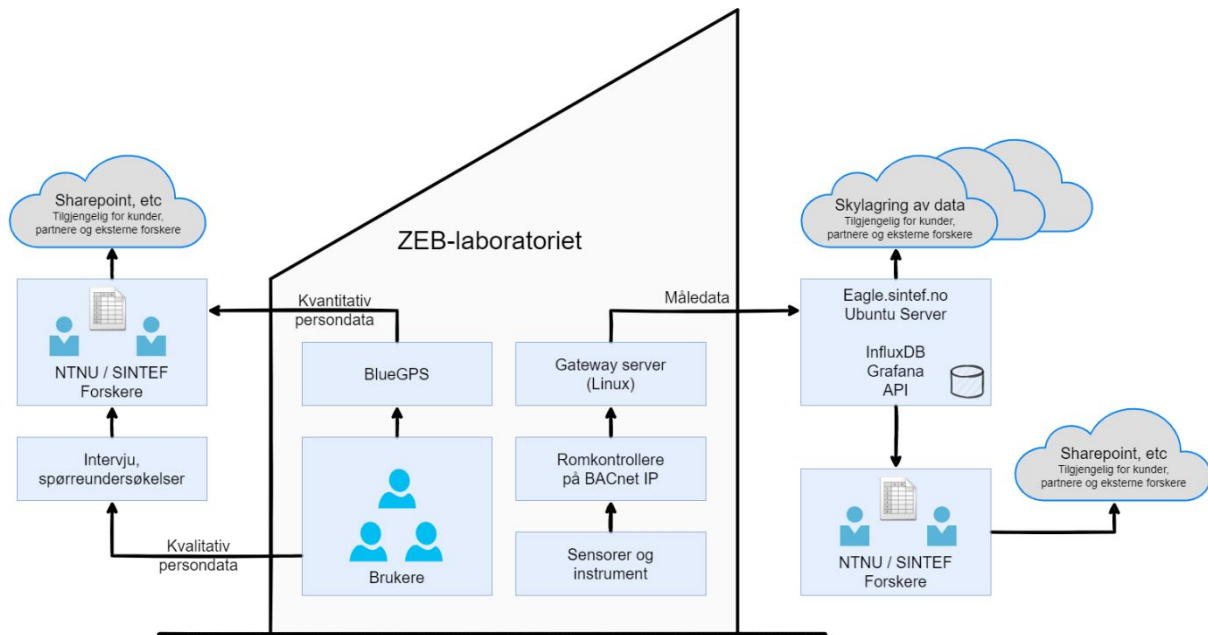 ZEB-laboratoriet
Sharepoint, etc
Tilgjengelig for kunder,
partnere og eksterne forskere
NTNU / SINTEF
Forskere
Intervju,
spørreundersøkelser
Kvantitativ
persondata
Kvalitativ
persondata
BlueGPS
Brukere
Måledata
Gateway server
(Linux)
Romkontrollere
på BACnet IP
Sensorer og
instrument
Skylagring av data
Tilgjengelig for kunder,
partnere og eksterne forskere
Eagle.sintef.no
Ubuntu Server
InfluxDB
Grafana
API
NTNU / SINTEF
Forskere
Sharepoint, etc
Tilgjengelig for kunder,
partnere og eksterne forskere